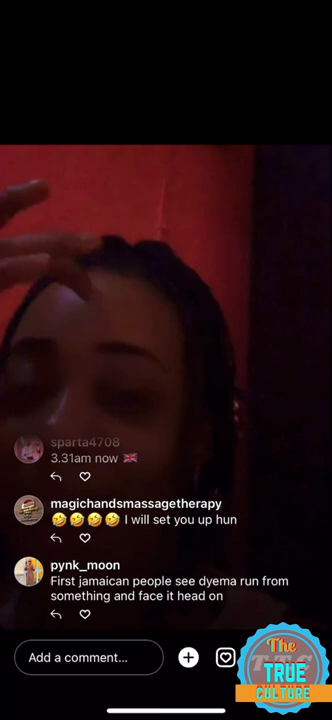 sparta4708
3.31am now 🇬🇧
magichandsmassagetherapy
🤣🤣🤣🤣 I will set you up hun
pynk_moon
First jamaican people see dyema run from
something and face it head on
Add a comment...
The
TRUE
CULTURE